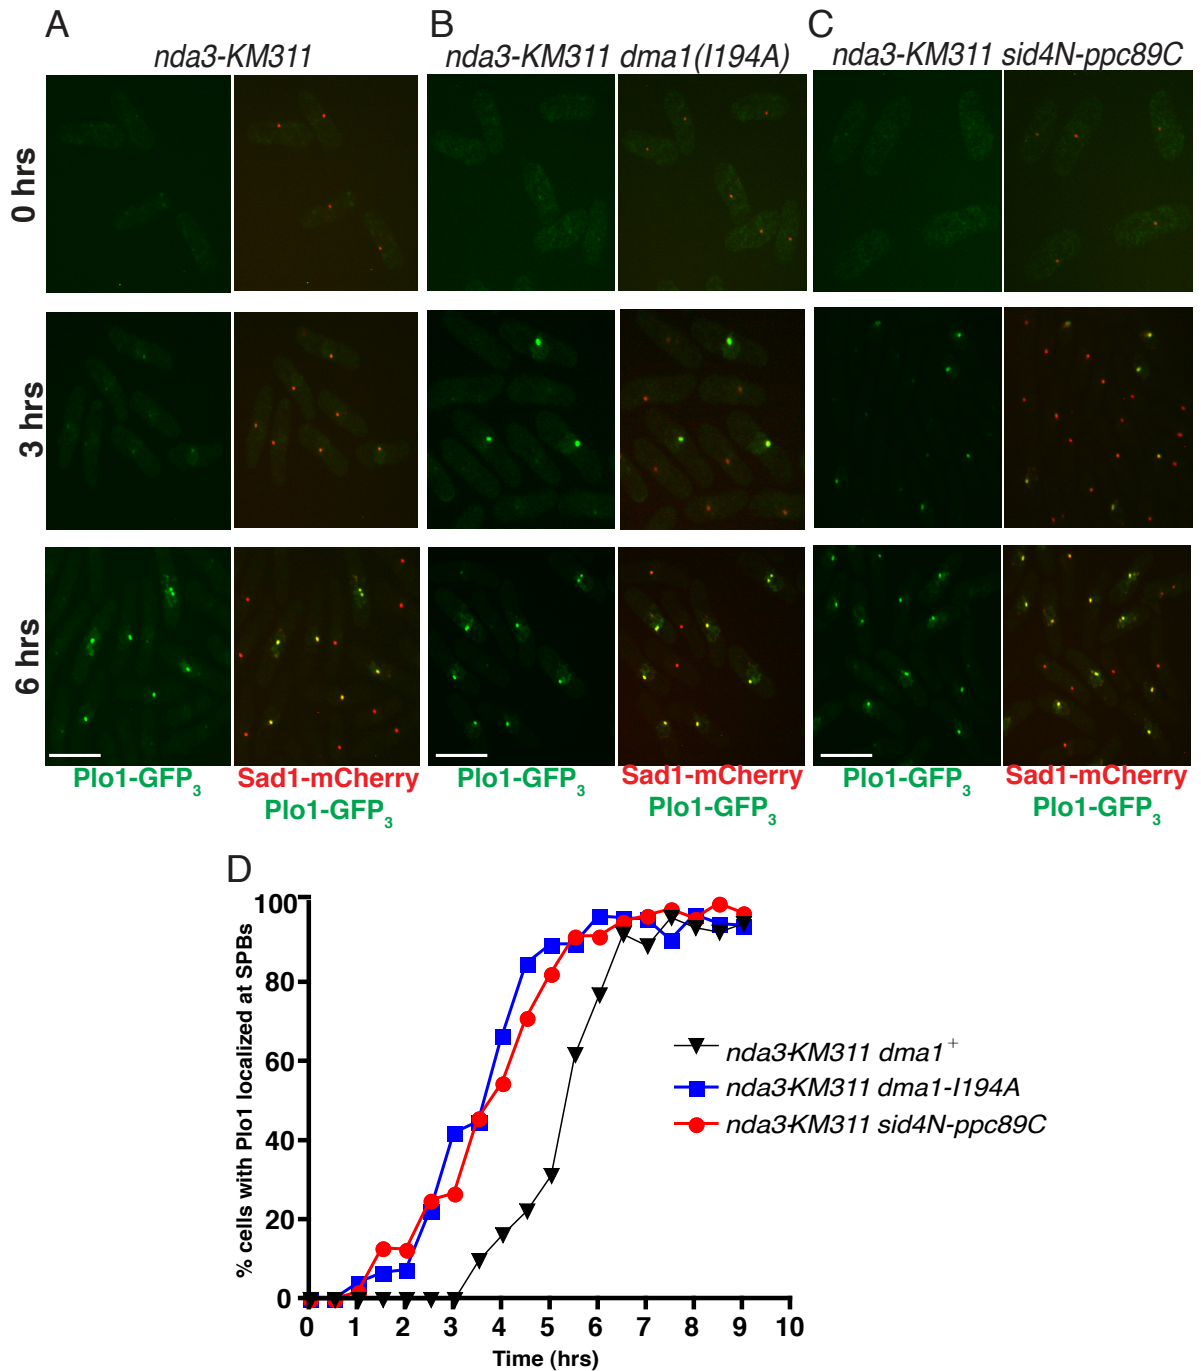 A
B
C
nda3-KM311
nda3-KM311 dma1(I194A)
nda3-KM311 sid4N-ppc89C
0 hrs
3 hrs
6 hrs
Plo1-GFP₃
Sad1-mCherry
Plo1-GFP₃
Plo1-GFP₃
Sad1-mCherry
Plo1-GFP₃
Plo1-GFP₃
Sad1-mCherry
Plo1-GFP₃
D
% cells with Plo1 localized at SPBs
100
80
60
40
20
0
0 1 2 3 4 5 6 7 8 9 10
Time (hrs)
nda3-KM311 dma1⁺
nda3-KM311 dma1-I194A
nda3-KM311 sid4N-ppc89C